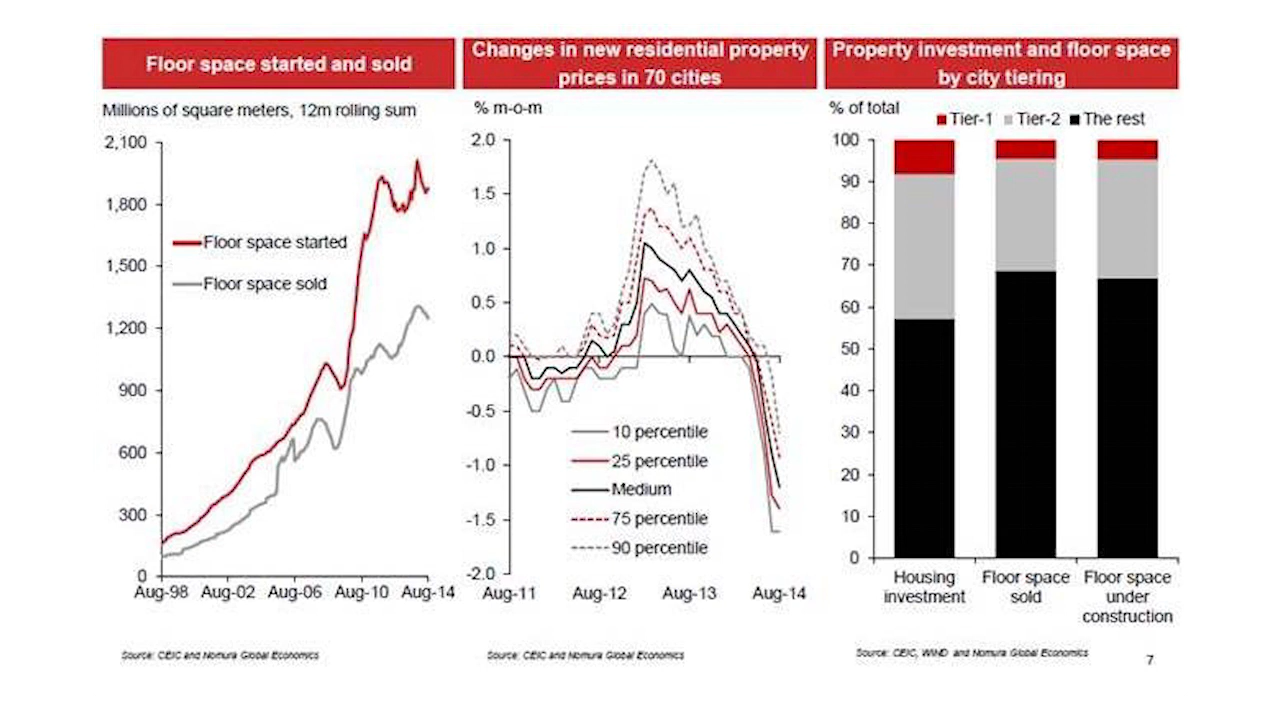 Floor space started and sold
Millions of square meters, 12m rolling sum
2,100
1,800
1,500
1,200
900
600
300
0
Floor space started
Floor space sold
Aug-98 Aug-02 Aug-06 Aug-10 Aug-14
Source: CEIC and Nomura Global Economics
Changes in new residential property
prices in 70 cities
% m-o-m
2.0
1.5
1.0
0.5
0.0
-0.5
-1.0
-1.5
-2.0
10 percentile
25 percentile
Medium
75 percentile
90 percentile
Aug-11 Aug-12 Aug-13 Aug-14
Source: CEIC and Nomura Global Economics
Property investment and floor space
by city tiering
% of total
Tier-1 Tier-2 The rest
100
90
80
70
60
50
40
30
20
10
0
Housing
investment
Floor space
sold
Floor space
under
construction
Source: CEIC, WIND and Nomura Global Economics
7